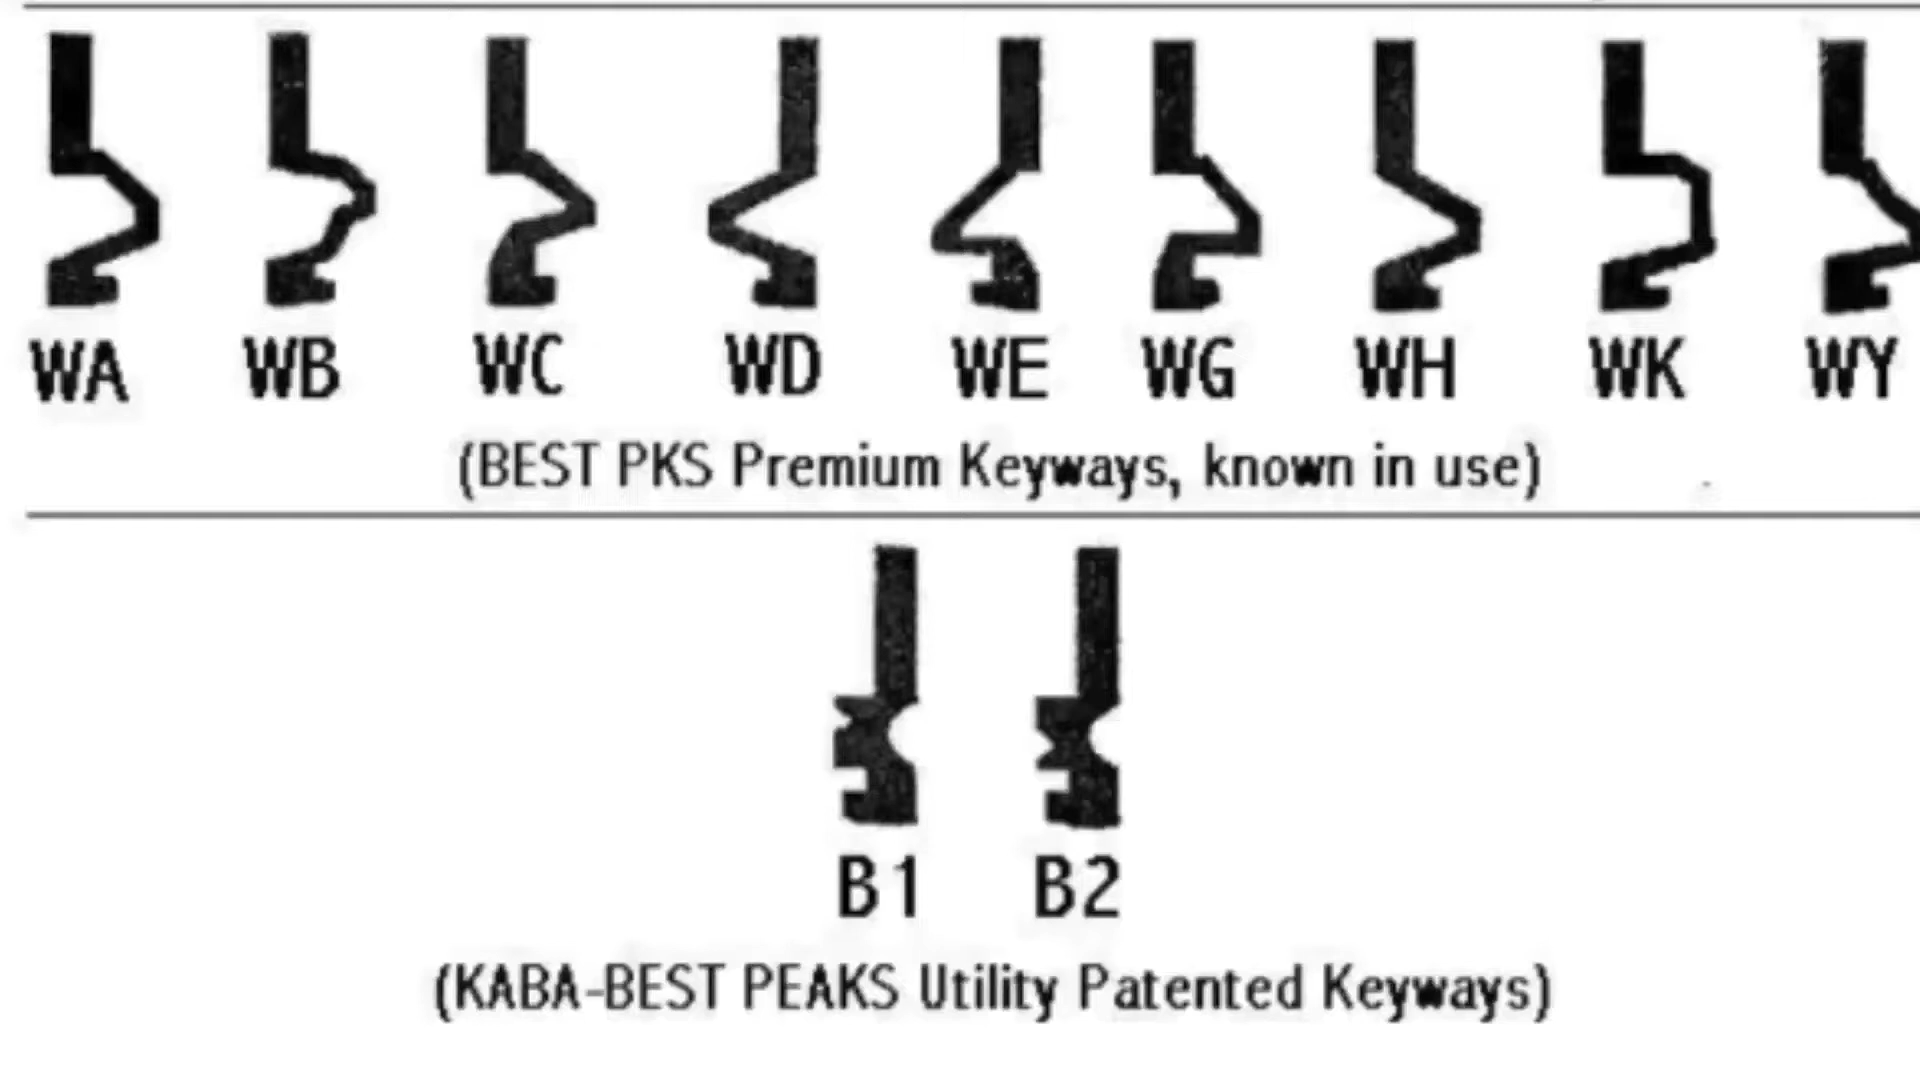 WA WB WC WD WE WG WH WK WY
(BEST PKS Premium Keyways, known in use)
B1 B2
(KABA-BEST PEAKS Utility Patented Keyways)